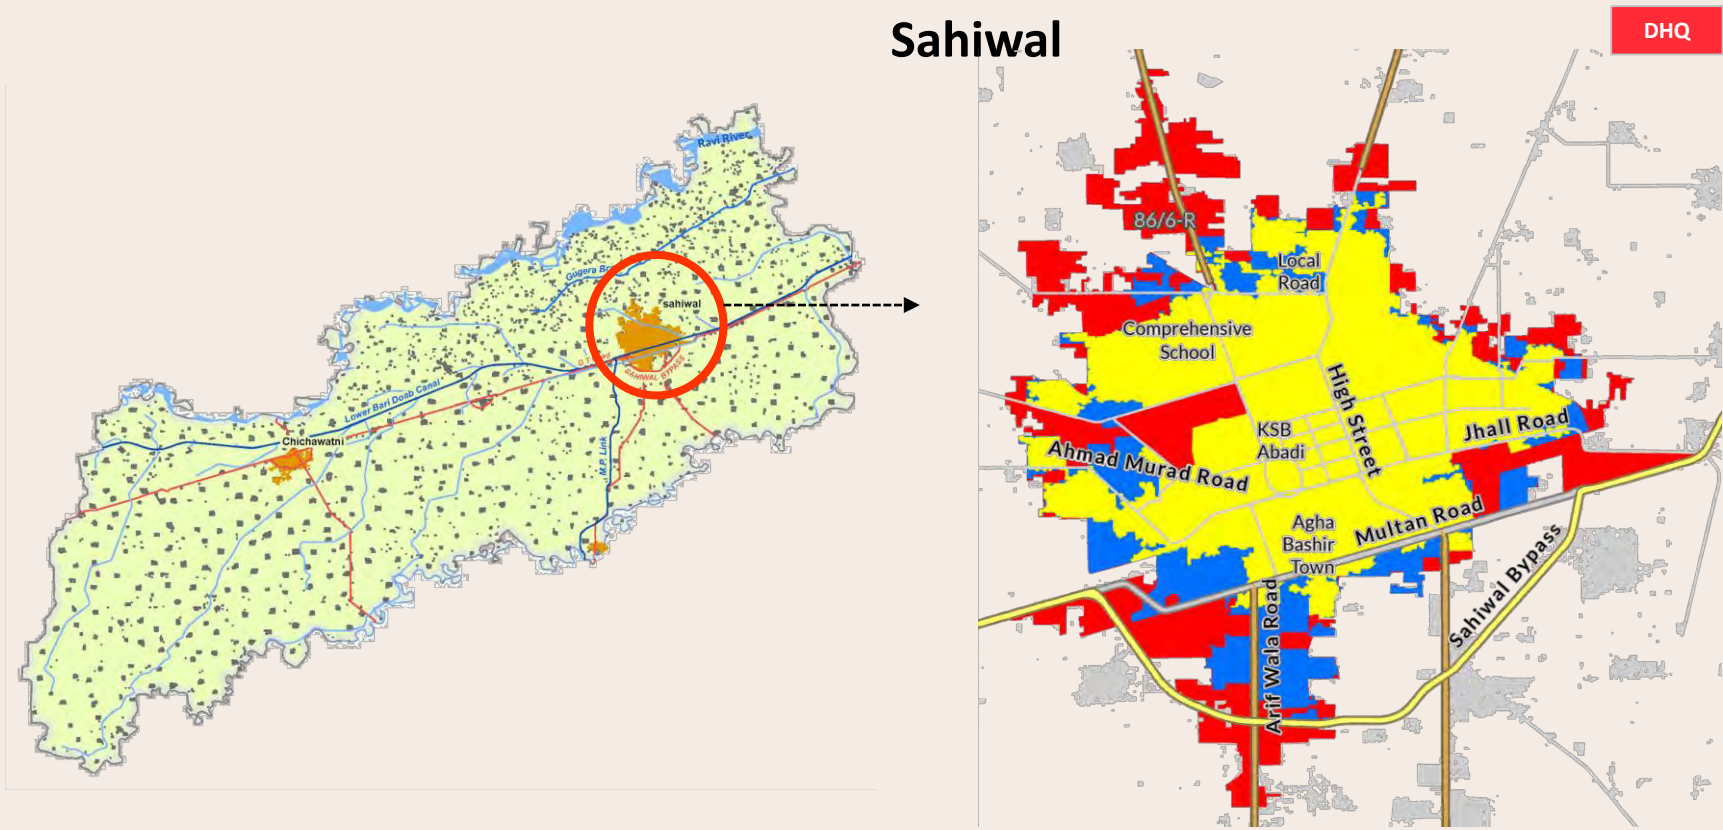 Sahiwal
DHQ
Ravi River
Gugera Br
sahiwal
G.T. Road
SAHIWAL BYPASS
Lower Bari Doab Canal
Chichawatni
M.P. Link
86/6-R
Local
Road
Comprehensive
School
High Street
KSB
Abadi
Jhall Road
Ahmad Murad Road
Agha
Bashir
Town
Multan Road
Sahiwal Bypass
Arif Wala Road